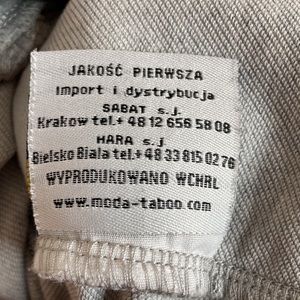 JAKOŚĆ PIERWSZA
Import i dystrybucja
SABAT s.j.
Krakow tel.+ 48 12 656 58 08
HARA s.j
Bielsko Biala tel.+ 48 33 815 02 76
WYPRODUKOWANO WCHRL
www.moda-taboo.com